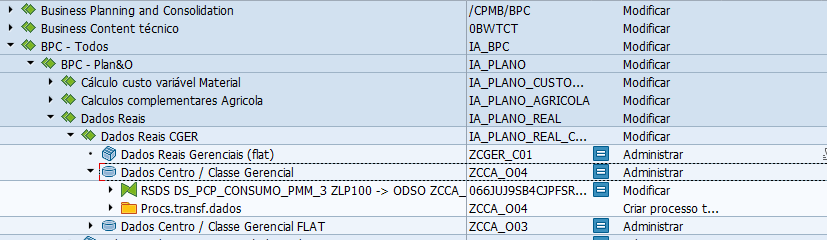 Business Planning and Consolidation /CPMB/BPC Modificar
Business Content técnico 0BWTCT Modificar
BPC - Todos IA_BPC Modificar
BPC - Plan&O IA_PLANO Modificar
Cálculo custo variável Material IA_PLANO_CUSTO... Modificar
Calculos complementares Agricola IA_PLANO_AGRICOLA Modificar
Dados Reais IA_PLANO_REAL Modificar
Dados Reais CGER IA_PLANO_REAL_C... Modificar
Dados Reais Gerenciais (flat) ZCGER_C01 Administrar
Dados Centro / Classe Gerencial ZCCA_O04 Administrar
RSDS DS_PCP_CONSUMO_PMM_3 ZLP100 -> ODSO ZCCA_ 066JUJ9SB4CJPFSR... Modificar
Procs.transf.dados ZCCA_O04 Criar processo t...
Dados Centro / Classe Gerencial FLAT ZCCA_O03 Administrar